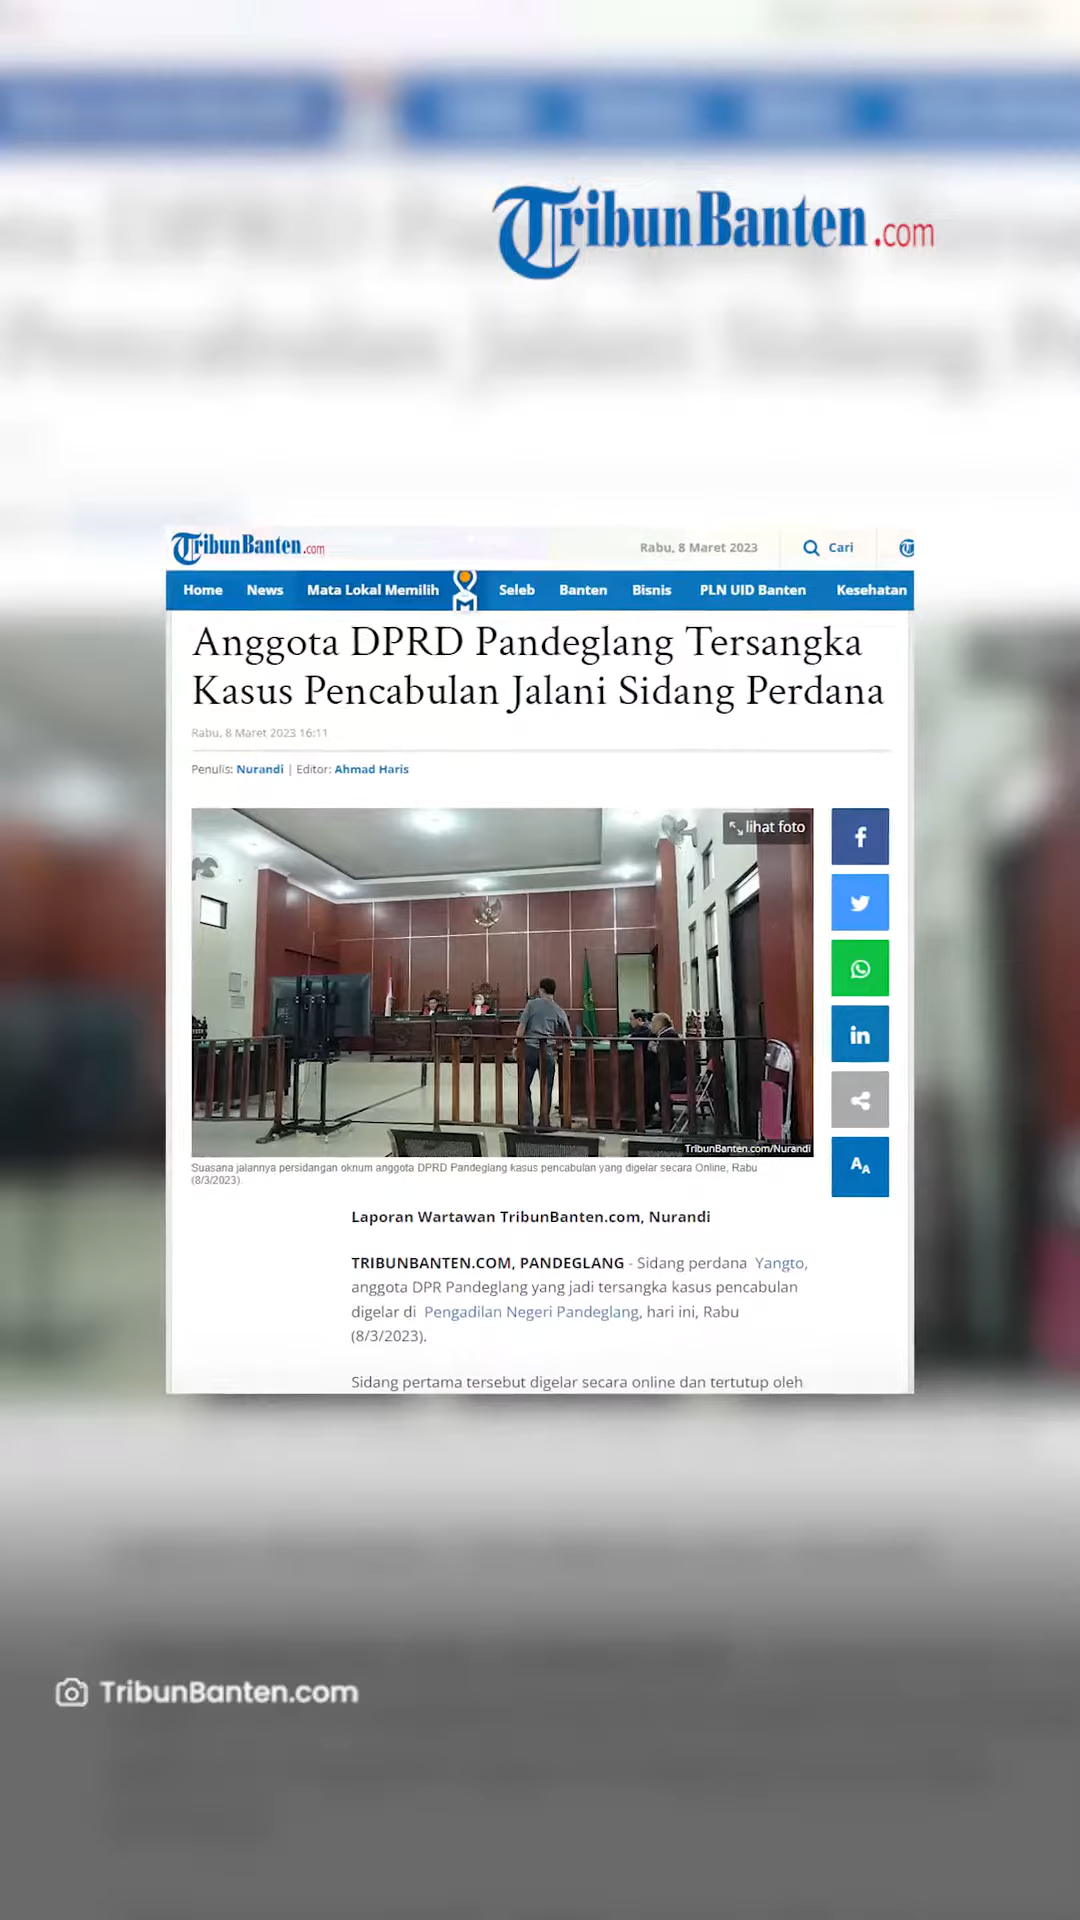 TribunBanten.com
TribunBanten.com
Rabu, 8 Maret 2023
Cari
Home News Mata Lokal Memilih Seleb Banten Bisnis PLN UID Banten Kesehatan
Anggota DPRD Pandeglang Tersangka
Kasus Pencabulan Jalani Sidang Perdana
Rabu, 8 Maret 2023 16:11
Penulis: Nurandi | Editor: Ahmad Haris
lihat foto
TribunBanten.com/Nurandi
Suasana jalannya persidangan oknum anggota DPRD Pandeglang kasus pencabulan yang digelar secara Online, Rabu
(8/3/2023).
Laporan Wartawan TribunBanten.com, Nurandi
TRIBUNBANTEN.COM, PANDEGLANG - Sidang perdana Yangto,
anggota DPR Pandeglang yang jadi tersangka kasus pencabulan
digelar di Pengadilan Negeri Pandeglang, hari ini, Rabu
(8/3/2023).
Sidang pertama tersebut digelar secara online dan tertutup oleh
TribunBanten.com